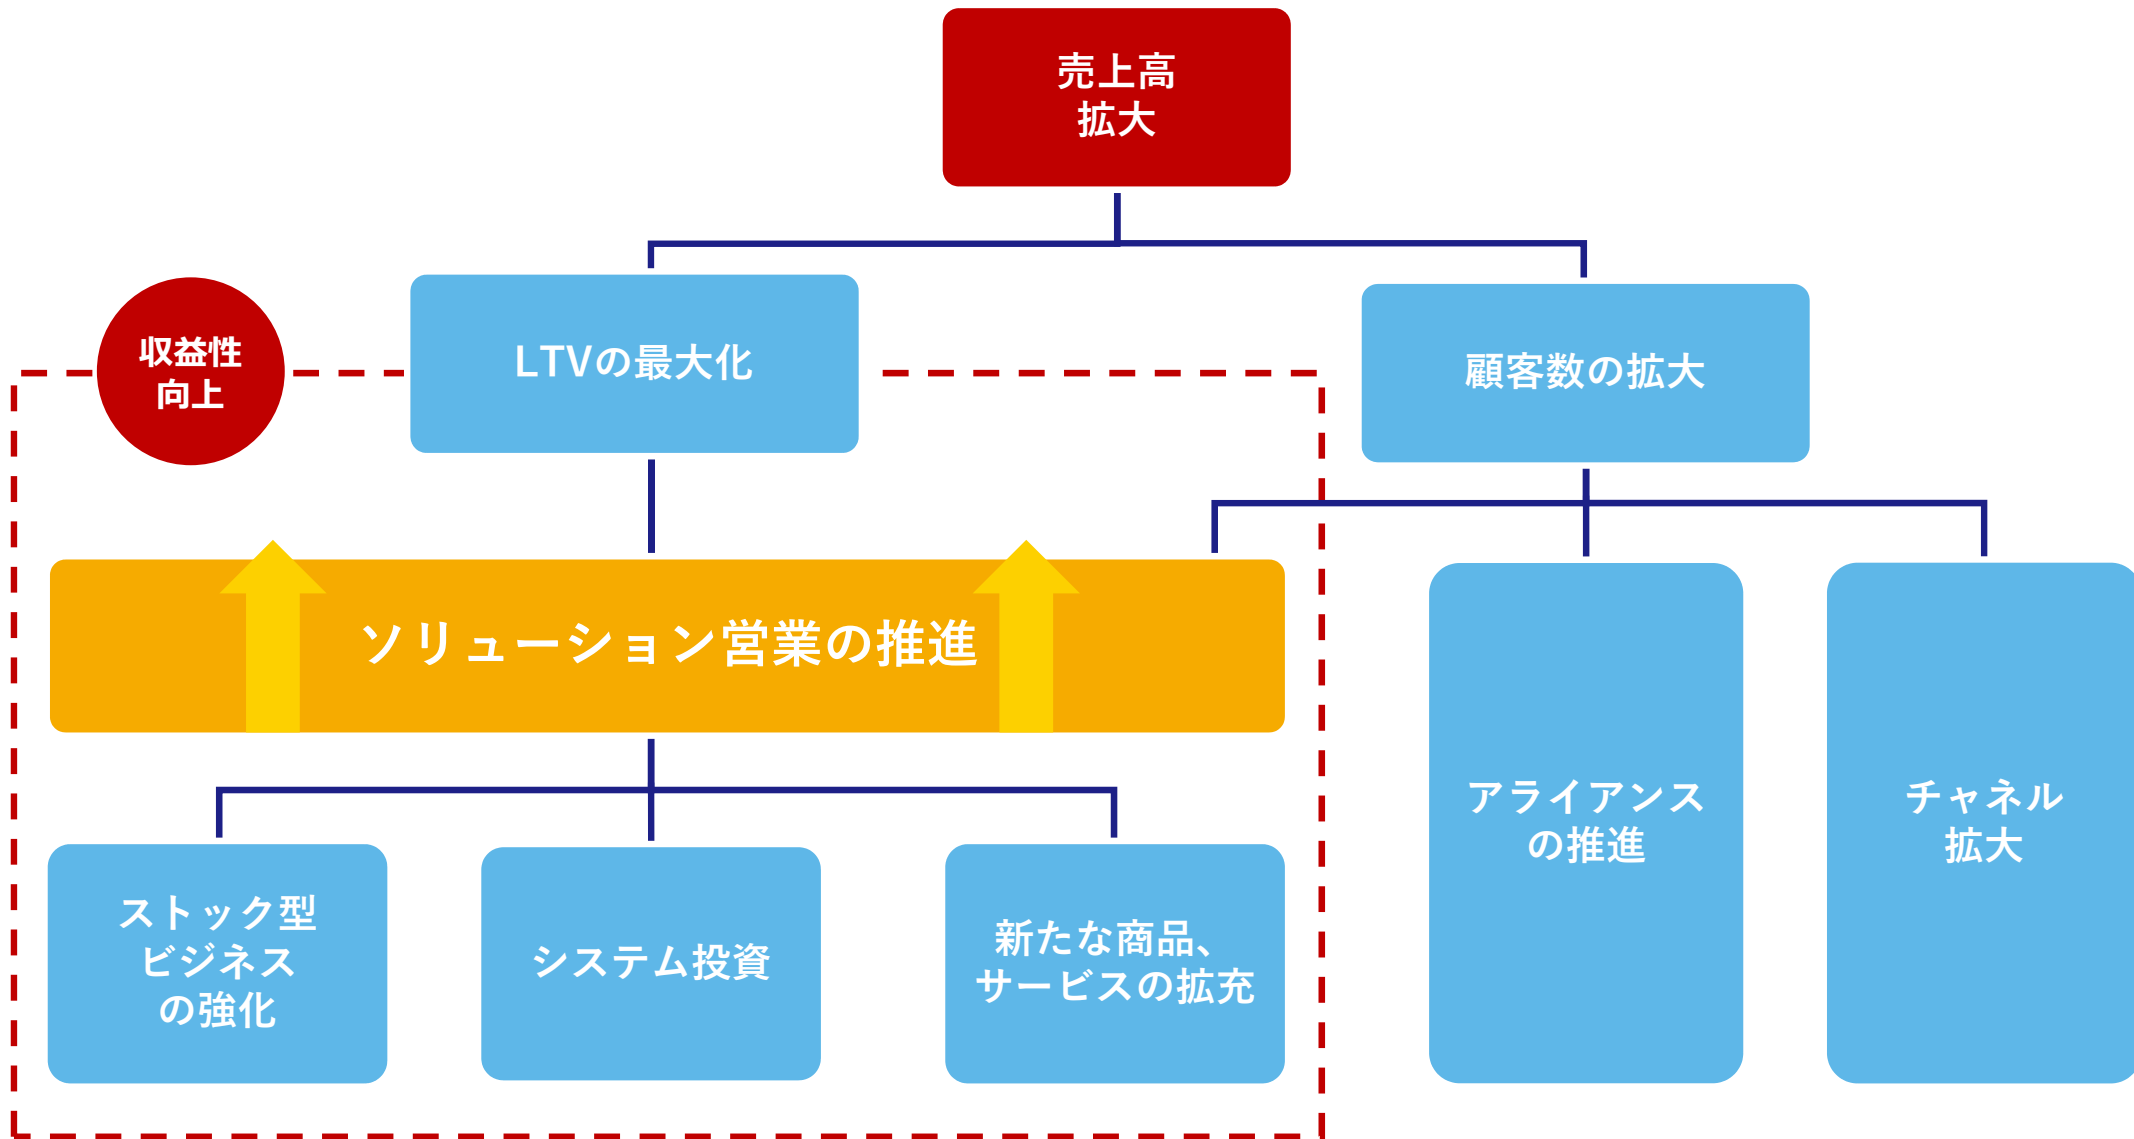 売上高
拡大
収益性
向上
LTVの最大化
顧客数の拡大
ソリューション営業の推進
アライアンス
の推進
チャネル
拡大
ストック型
ビジネス
の強化
システム投資
新たな商品、
サービスの拡充